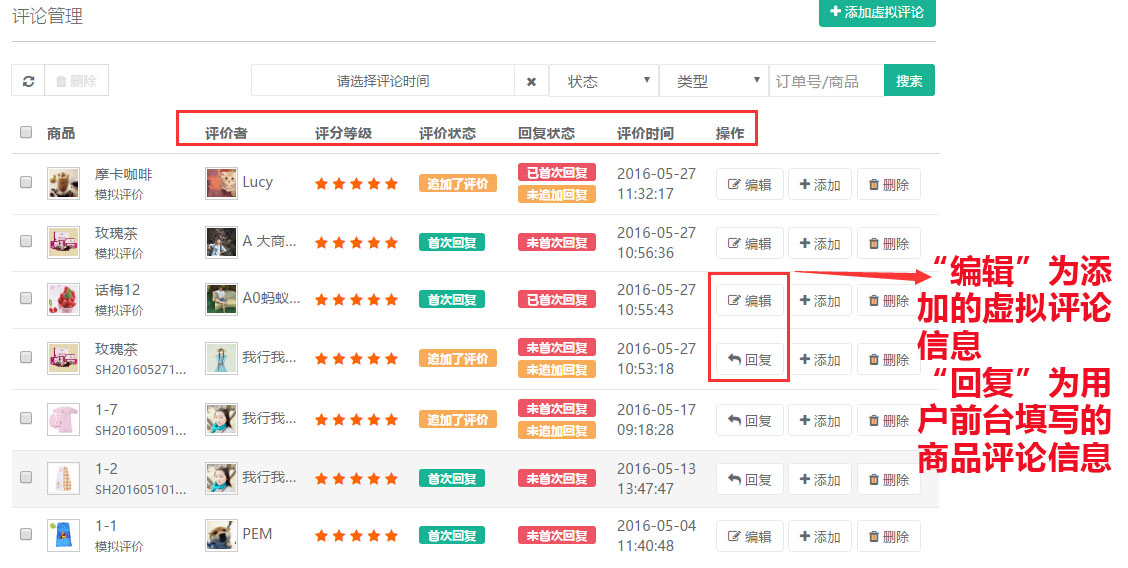 评论管理
添加虚拟评论
删除
请选择评论时间
状态
类型
订单号/商品
搜索
商品 评价者 评分等级 评价状态 回复状态 评价时间 操作
摩卡咖啡
模拟评价
Lucy
追加了评价
已首次回复
未追加回复
2016-05-27
11:32:17
编辑 添加 删除
玫瑰茶
模拟评价
A 大商...
首次回复
未首次回复
2016-05-27
10:56:36
编辑 添加 删除
话梅12
模拟评价
A0蚂蚁...
首次回复
已首次回复
2016-05-27
10:55:43
编辑 添加 删除
玫瑰茶
SH201605271...
我行我...
追加了评价
未首次回复
未追加回复
2016-05-27
10:53:18
回复 添加 删除
1-7
SH201605091...
我行我...
追加了评价
未首次回复
未追加回复
2016-05-17
09:18:28
回复 添加 删除
1-2
SH201605101...
我行我...
首次回复
未首次回复
2016-05-13
13:47:47
回复 添加 删除
1-1
模拟评价
PEM
首次回复
未首次回复
2016-05-04
11:40:48
编辑 添加 删除
“编辑”为添
加的虚拟评论
信息
“回复”为用
户前台填写的
商品评论信息